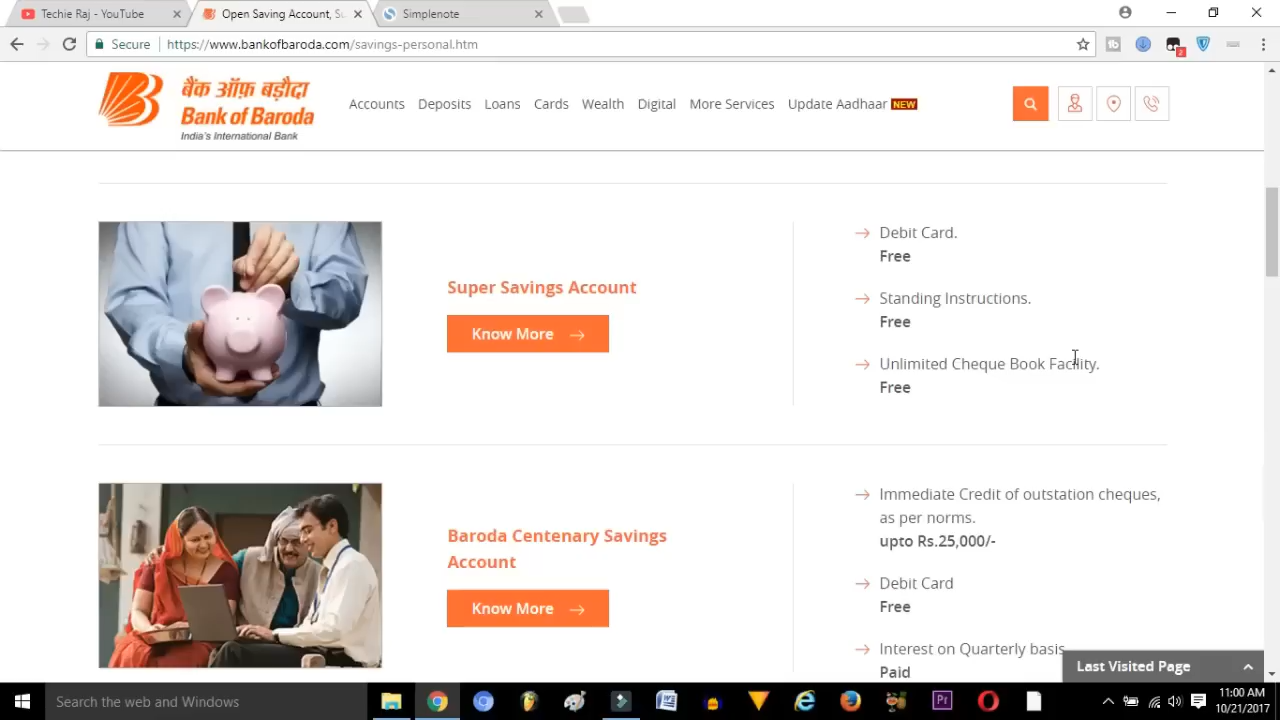 Techie Raj - YouTube
Open Saving Account, Su
Simplenote
Secure
https://www.bankofbaroda.com/savings-personal.htm
2
बैंक ऑफ़ बड़ौदा
Bank of Baroda
India's International Bank
Accounts
Deposits
Loans
Cards
Wealth
Digital
More Services
Update Aadhaar NEW
Super Savings Account
Know More
Debit Card.
Free
Standing Instructions.
Free
Unlimited Cheque Book Facility.
Free
Baroda Centenary Savings
Account
Know More
Immediate Credit of outstation cheques,
as per norms.
upto Rs.25,000/-
Debit Card
Free
Interest on Quarterly basis
Paid
Last Visited Page
Search the web and Windows
Pr
11:00 AM
10/21/2017